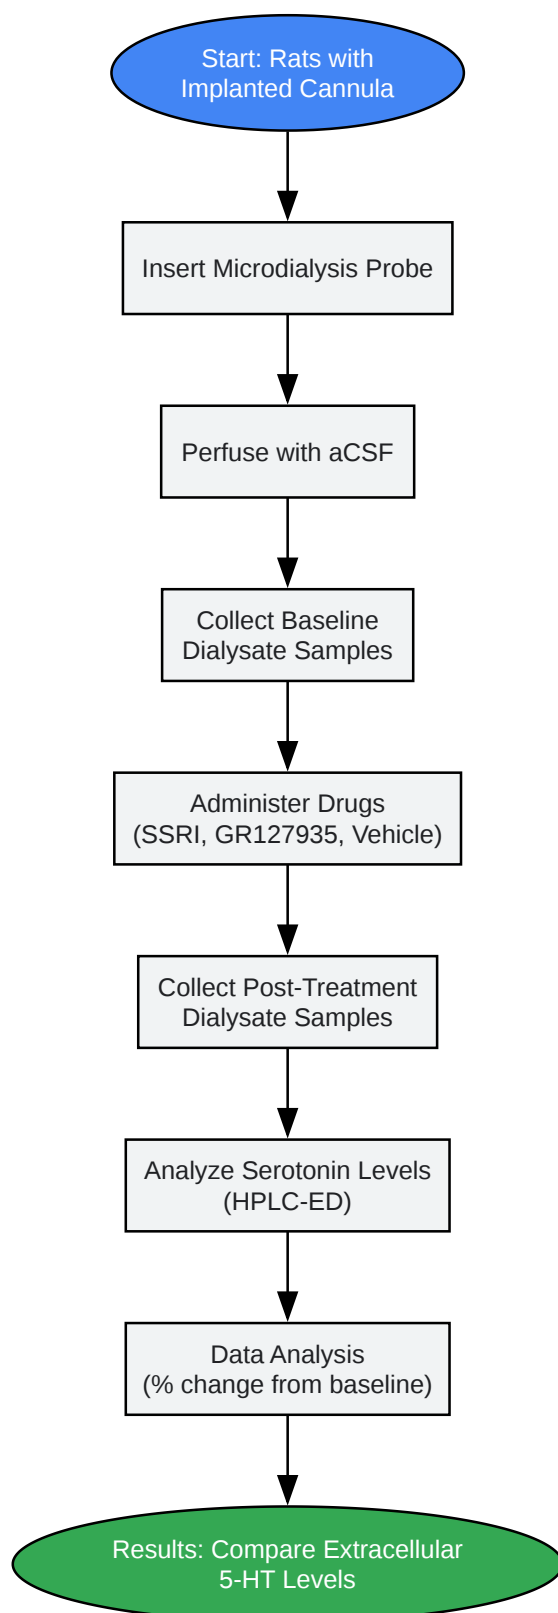 Start: Rats with
Implanted Cannula
Insert Microdialysis Probe
Perfuse with aCSF
Collect Baseline
Dialysate Samples
Administer Drugs
(SSRI, GR127935, Vehicle)
Collect Post-Treatment
Dialysate Samples
Analyze Serotonin Levels
(HPLC-ED)
Data Analysis
(% change from baseline)
Results: Compare Extracellular
5-HT Levels